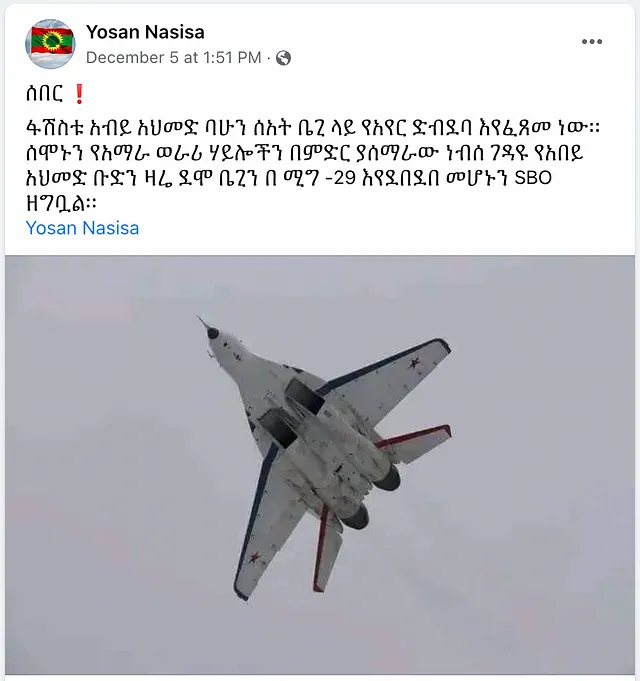 Yosan Nasisa
December 5 at 1:51 PM ·
ሰበር ❗
ፋሽስቱ አብይ አህመድ ባሁን ሰአት ቤጊ ላይ የአየር ድብደባ እየፈጸመ ነው።
ሰሞኑን የአማራ ወራሪ ሃይሎችን በምድር ያሰማራው ነብሰ ገዳዩ የአበይ
አህመድ ቡድን ዛሬ ደሞ ቤጊን በ ሚግ -29 እየደበደበ መሆኑን SBO
ዘግቧል።
Yosan Nasisa